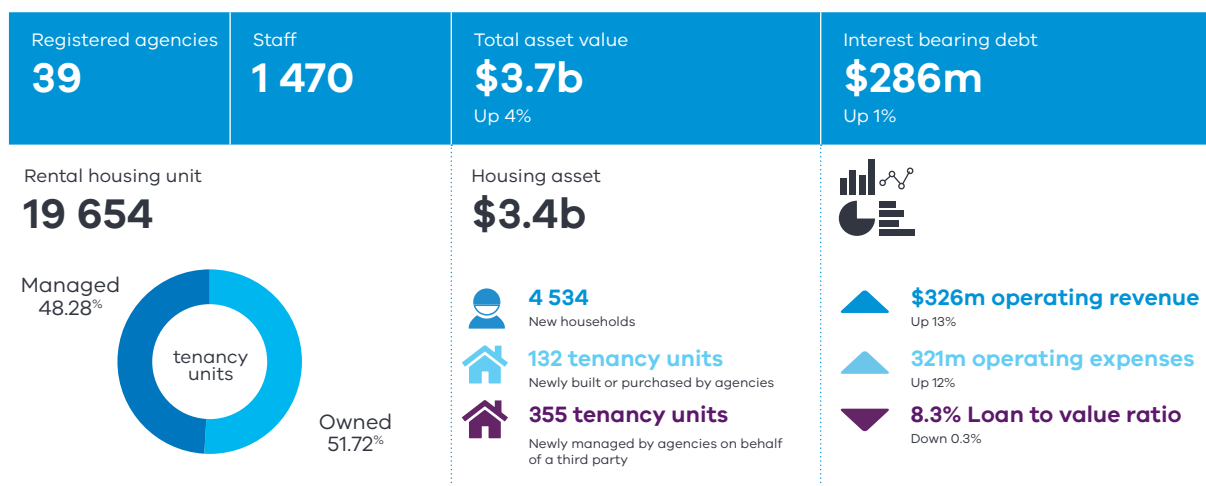 Registered agencies
39
Staff
1 470
Total asset value
$3.7b
Up 4%
Interest bearing debt
$286m
Up 1%
Rental housing unit
19 654
Managed
48.28%
tenancy
units
Owned
51.72%
Housing asset
$3.4b
4 534
New households
132 tenancy units
Newly built or purchased by agencies
355 tenancy units
Newly managed by agencies on behalf
of a third party
$326m operating revenue
Up 13%
321m operating expenses
Up 12%
8.3% Loan to value ratio
Down 0.3%